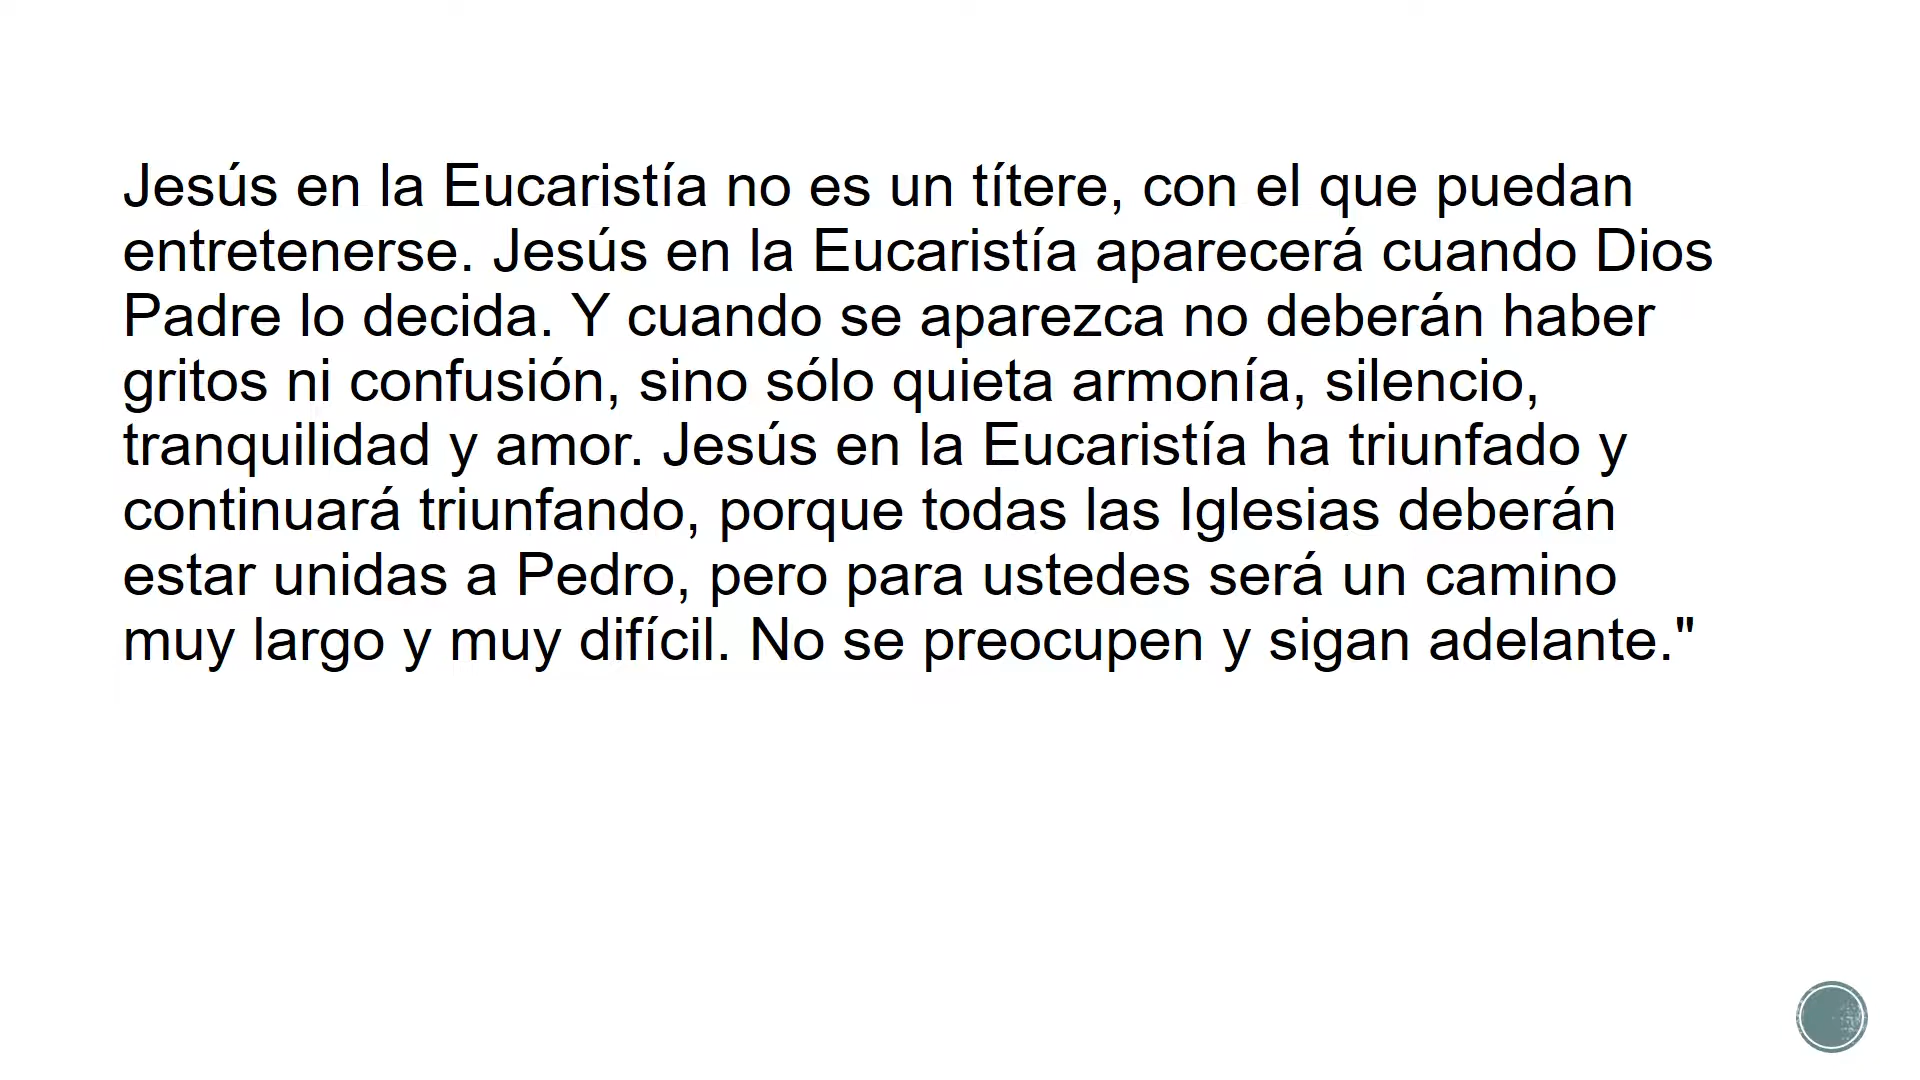 Jesús en la Eucaristía no es un títere, con el que puedan
entretenerse. Jesús en la Eucaristía aparecerá cuando Dios
Padre lo decida. Y cuando se aparezca no deberán haber
gritos ni confusión, sino sólo quieta armonía, silencio,
tranquilidad y amor. Jesús en la Eucaristía ha triunfado y
continuará triunfando, porque todas las Iglesias deberán
estar unidas a Pedro, pero para ustedes será un camino
muy largo y muy difícil. No se preocupen y sigan adelante."